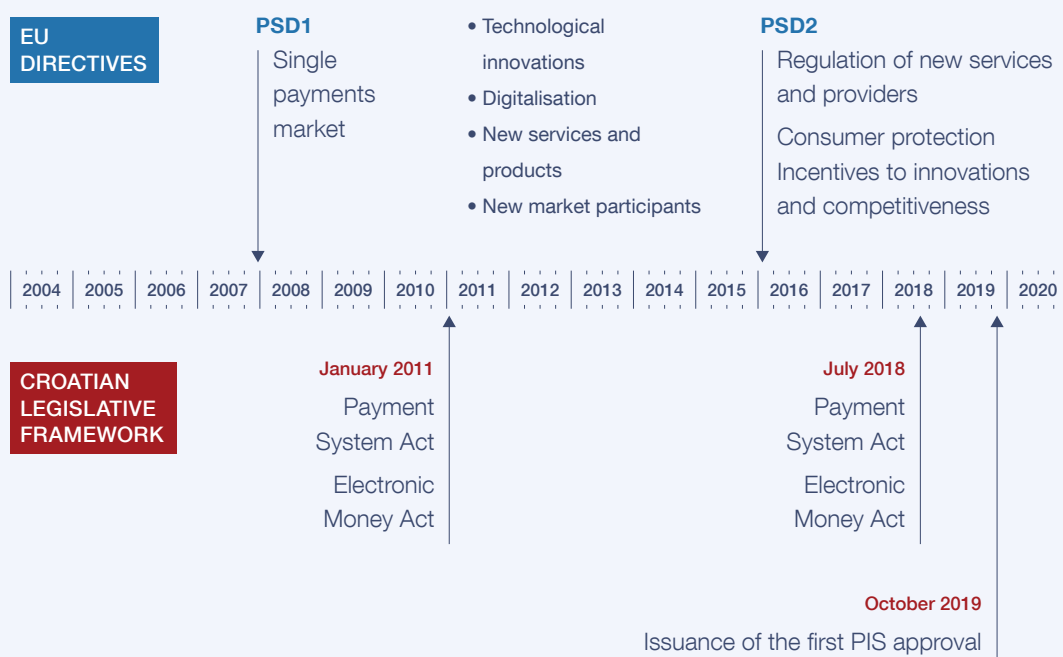 EU
DIRECTIVES
PSD1
Single
payments
market
• Technological
innovations
• Digitalisation
• New services and
products
• New market participants
PSD2
Regulation of new services
and providers
Consumer protection
Incentives to innovations
and competitiveness
2004 2005 2006 2007 2008 2009 2010 2011 2012 2013 2014 2015 2016 2017 2018 2019 2020
CROATIAN
LEGISLATIVE
FRAMEWORK
January 2011
Payment
System Act
Electronic
Money Act
July 2018
Payment
System Act
Electronic
Money Act
October 2019
Issuance of the first PIS approval